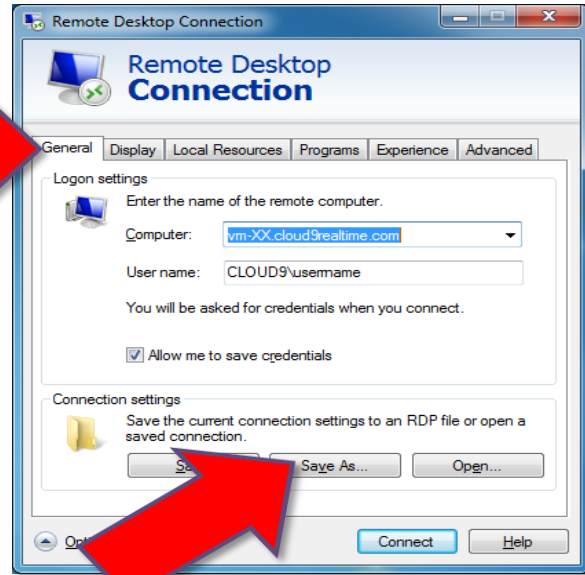 Remote Desktop Connection
Remote Desktop
Connection
General Display Local Resources Programs Experience Advanced
Logon settings
Enter the name of the remote computer.
Computer: vm-XX.cloud9realtime.com
User name: CLOUD9\username
You will be asked for credentials when you connect.
Allow me to save credentials
Connection settings
Save the current connection settings to an RDP file or open a
saved connection.
Save As... Open...
Connect Help